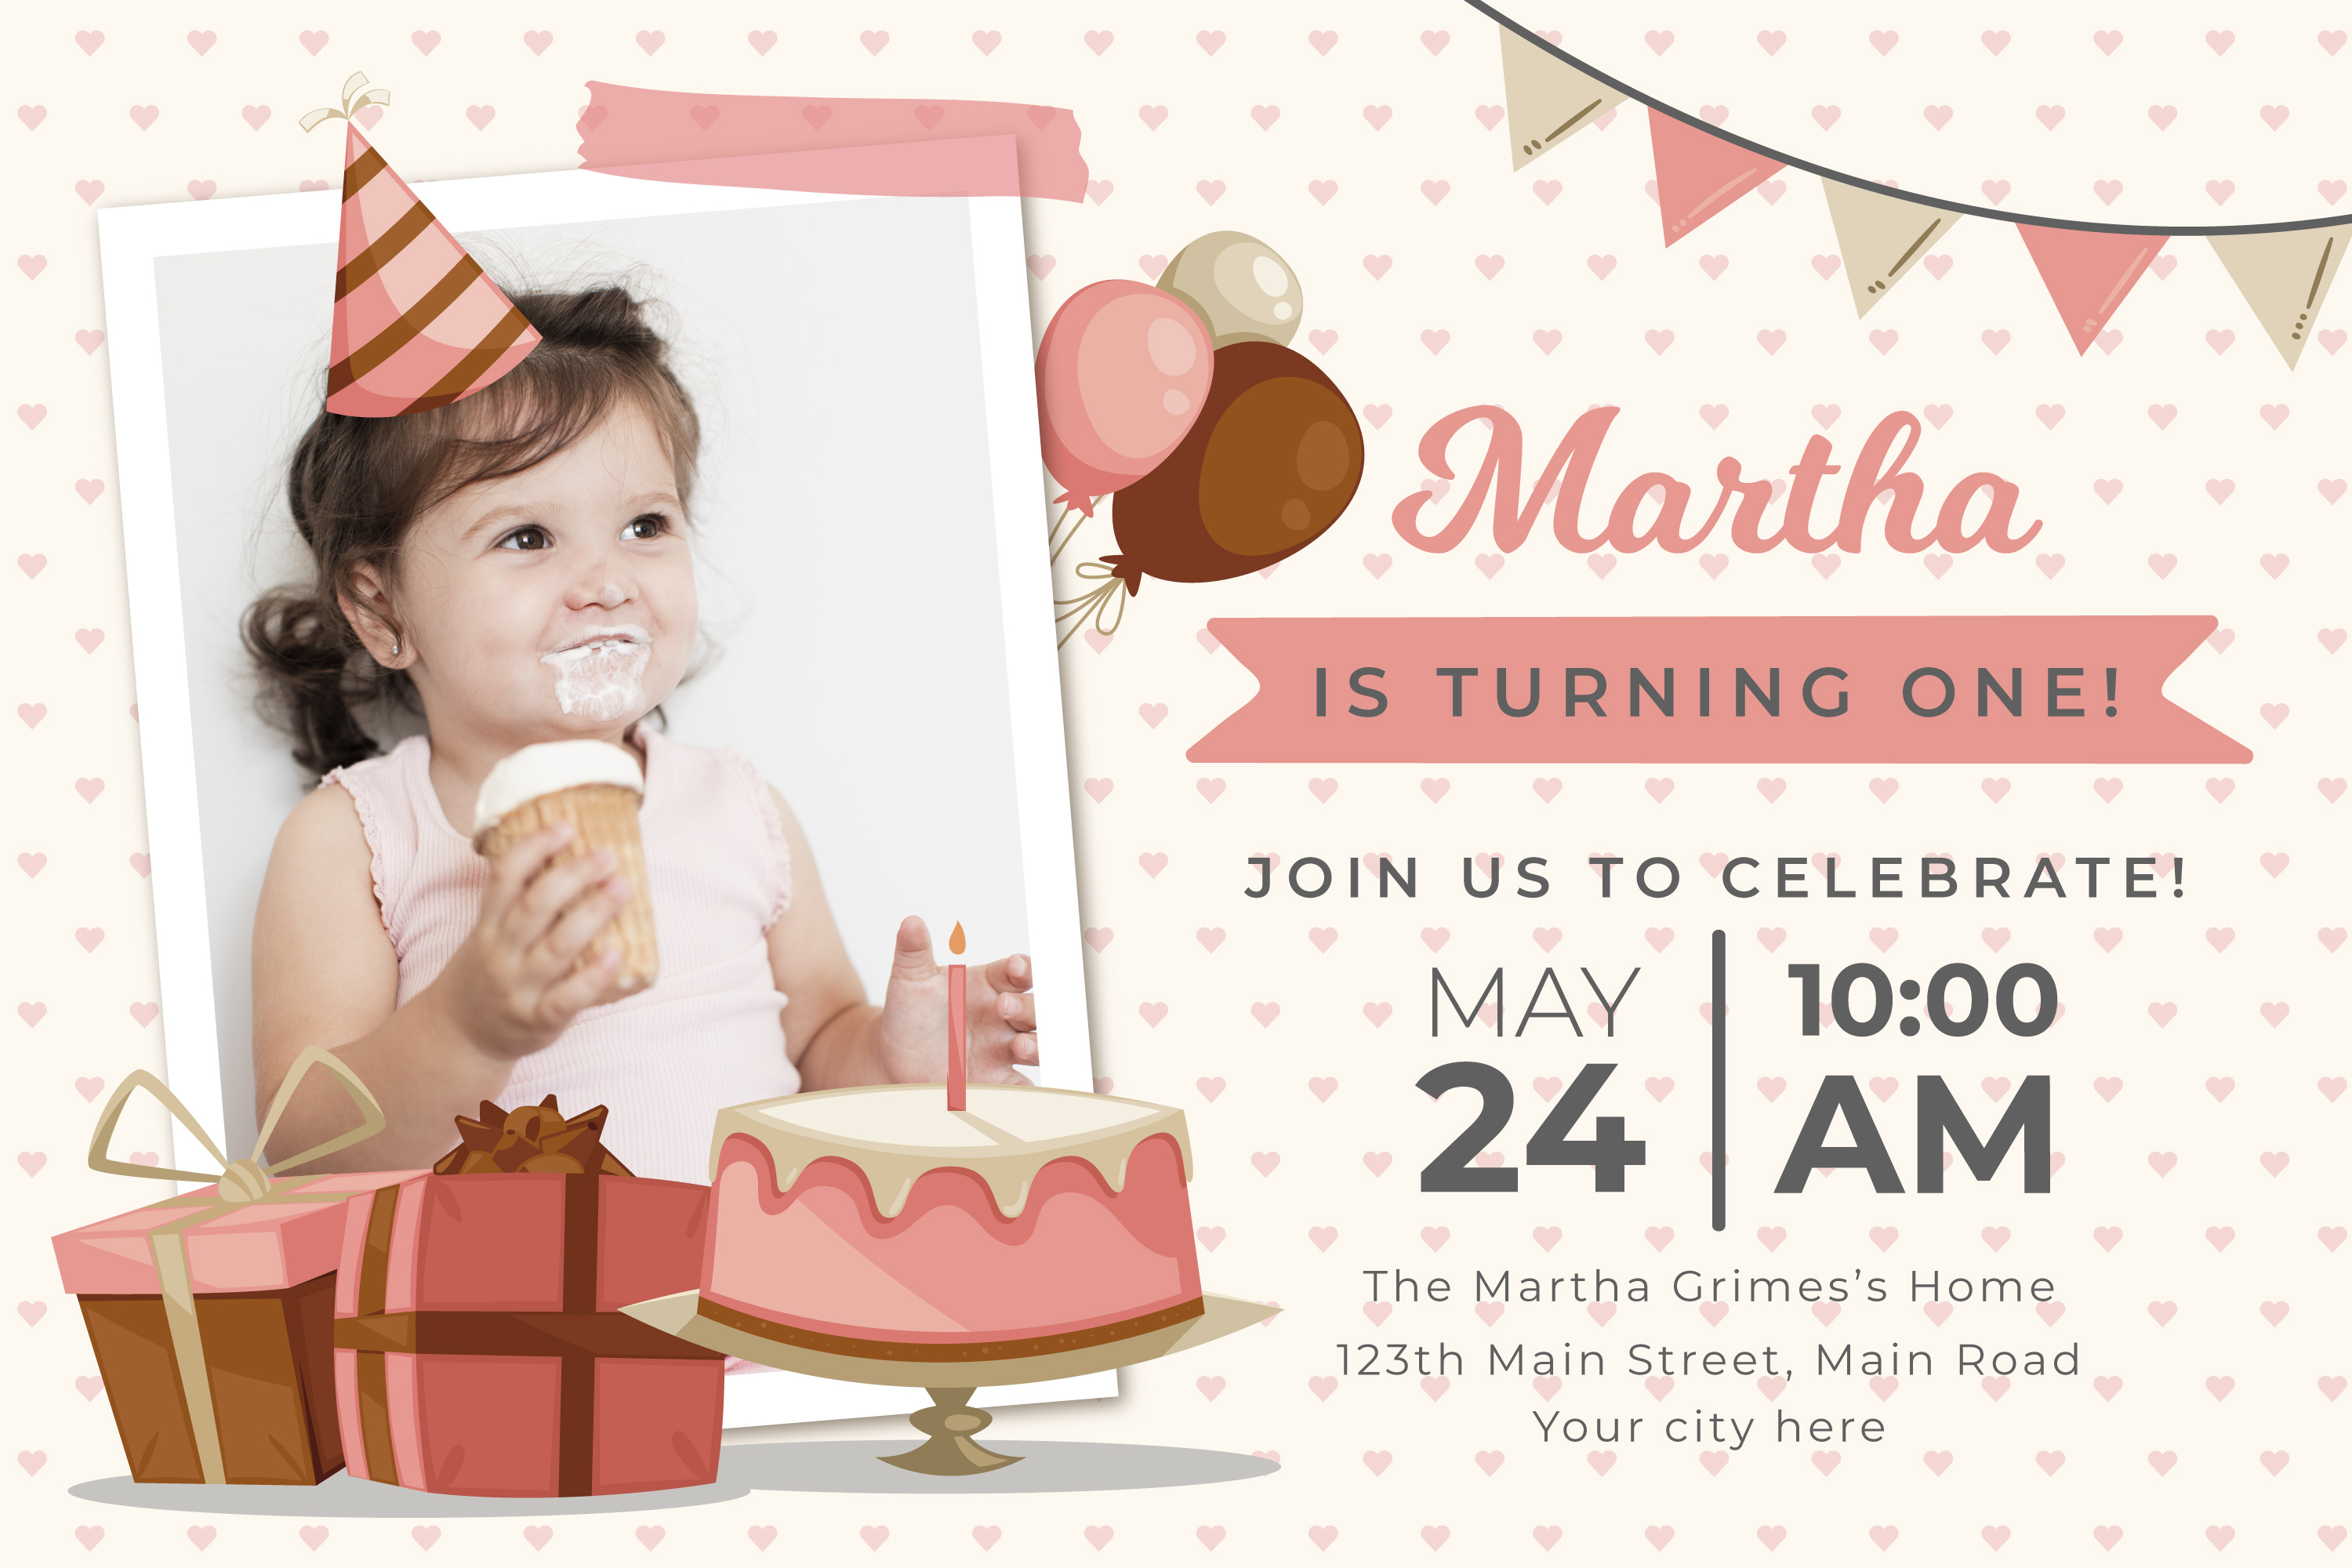 Martha
IS TURNING ONE!
JOIN US TO CELEBRATE!
MAY
24
10:00
AM
The Martha Grimes’s Home
123th Main Street, Main Road
Your city here